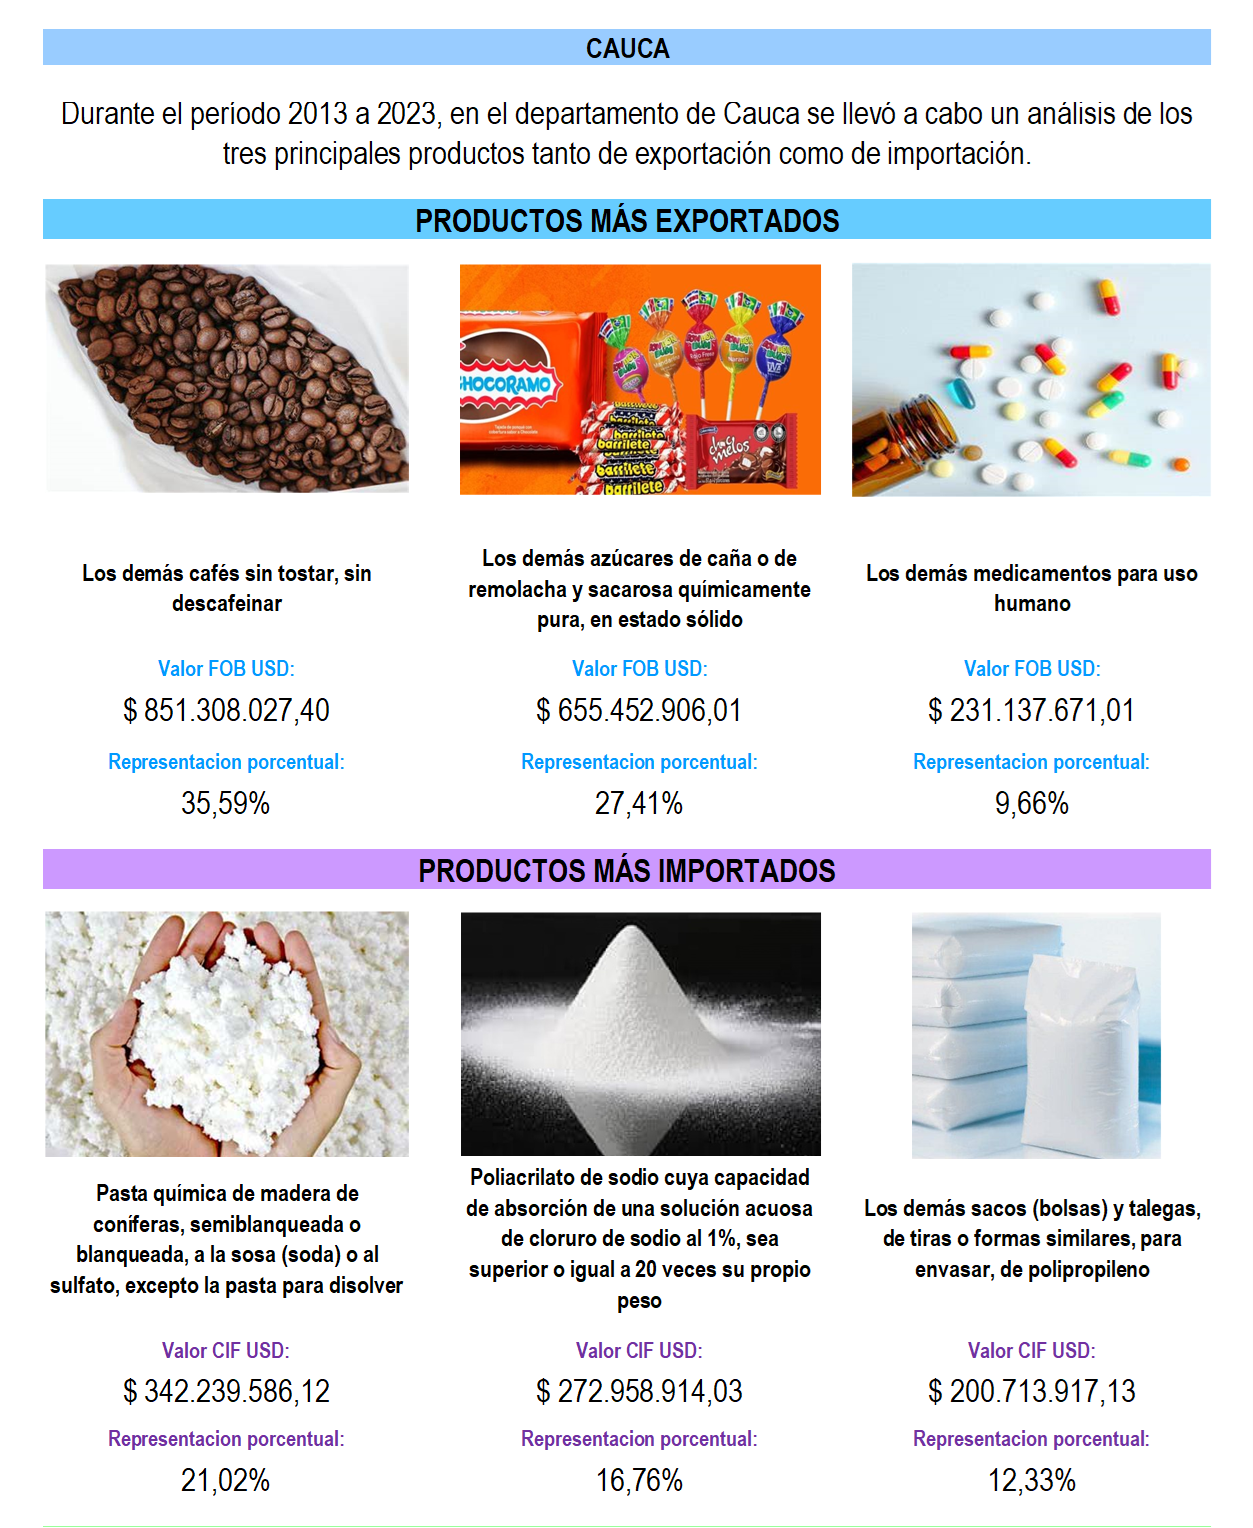 CAUCA
Durante el período 2013 a 2023, en el departamento de Cauca se llevó a cabo un análisis de los
tres principales productos tanto de exportación como de importación.
PRODUCTOS MÁS EXPORTADOS
CHOCORAMO
barrilete
barrilete
barrilete
barrilete
barrilete
choc
melos
Los demás cafés sin tostar, sin
descafeinar
Los demás azúcares de caña o de
remolacha y sacarosa químicamente
pura, en estado sólido
Los demás medicamentos para uso
humano
Valor FOB USD:
Valor FOB USD:
Valor FOB USD:
$ 851.308.027,40
$ 655.452.906,01
$ 231.137.671,01
Representacion porcentual:
Representacion porcentual:
Representacion porcentual:
35,59%
27,41%
9,66%
PRODUCTOS MÁS IMPORTADOS
Pasta química de madera de
coníferas, semiblanqueada o
blanqueada, a la sosa (soda) o al
sulfato, excepto la pasta para disolver
Poliacrilato de sodio cuya capacidad
de absorción de una solución acuosa
de cloruro de sodio al 1%, sea
superior o igual a 20 veces su propio
peso
Los demás sacos (bolsas) y talegas,
de tiras o formas similares, para
envasar, de polipropileno
Valor CIF USD:
Valor CIF USD:
Valor CIF USD:
$ 342.239.586,12
$ 272.958.914,03
$ 200.713.917,13
Representacion porcentual:
Representacion porcentual:
Representacion porcentual:
21,02%
16,76%
12,33%